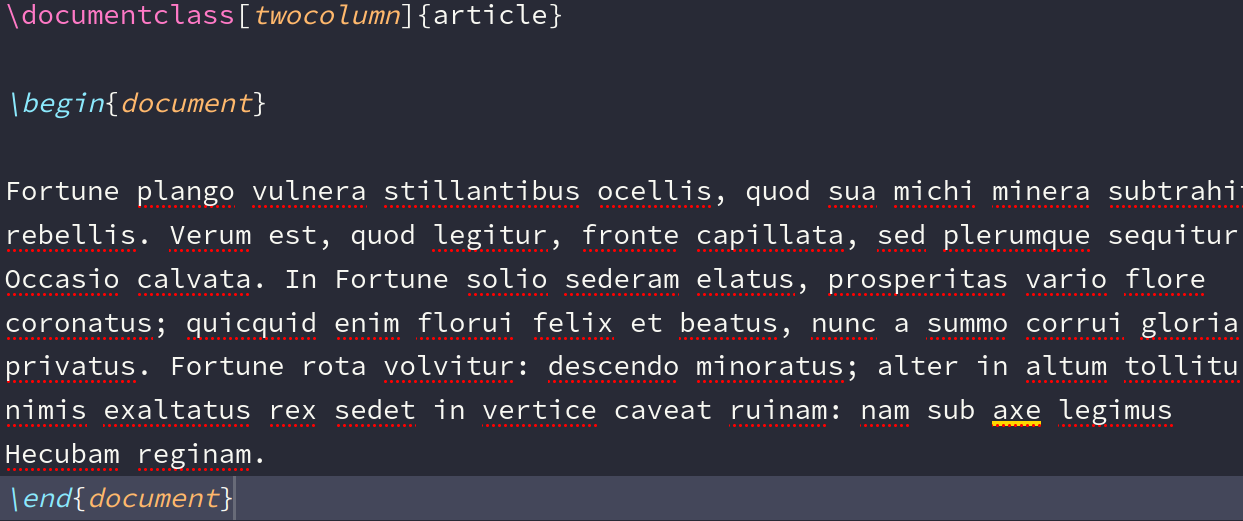 \documentclass[twocolumn]{article}
\begin{document}
Fortune plango vulnera stillantibus ocellis, quod sua michi minera subtrahi
rebellis. Verum est, quod legitur, fronte capillata, sed plerumque sequitur
Occasio calvata. In Fortune solio sederam elatus, prosperitas vario flore
coronatus; quicquid enim florui felix et beatus, nunc a summo corrui gloria
privatus. Fortune rota volvitur: descendo minoratus; alter in altum tollitu
nimis exaltatus rex sedet in vertice caveat ruinam: nam sub axe legimus
Hecubam reginam.
\end{document}